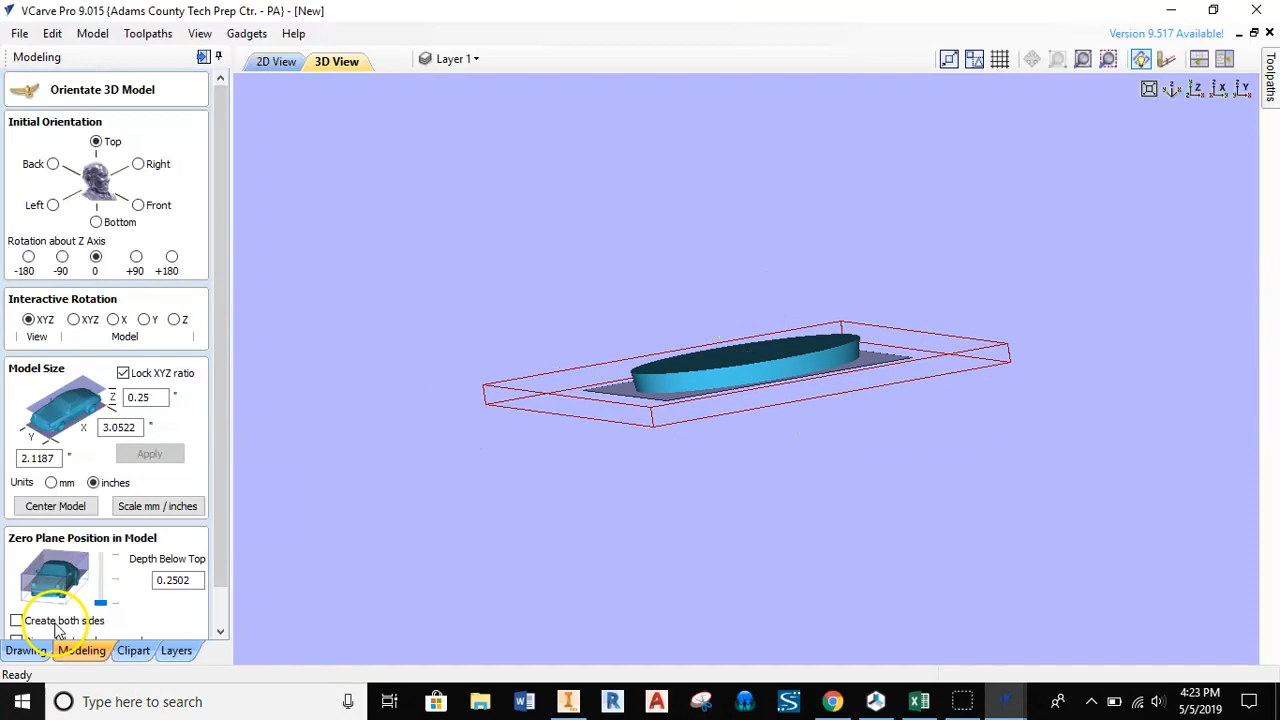 VCarve Pro 9.015 {Adams County Tech Prep Ctr. - PA} - [New]
File Edit Model Toolpaths View Gadgets Help
Version 9.517 Available!
Modeling
2D View 3D View Layer 1
Orientate 3D Model
Toolpaths
Z X Y
Initial Orientation
Top
Back Right
Left Front
Bottom
Rotation about Z Axis
-180 -90 0 +90 +180
Interactive Rotation
XYZ XYZ X Y Z
View Model
Model Size
Lock XYZ ratio
Z 0.25 "
X 3.0522 "
Y
Apply
2.1187 "
Units mm inches
Center Model Scale mm / inches
Zero Plane Position in Model
Depth Below Top
0.2502
Create both sides
Drawing Modeling Clipart Layers
Ready
Type here to search
4:23 PM
5/5/2019